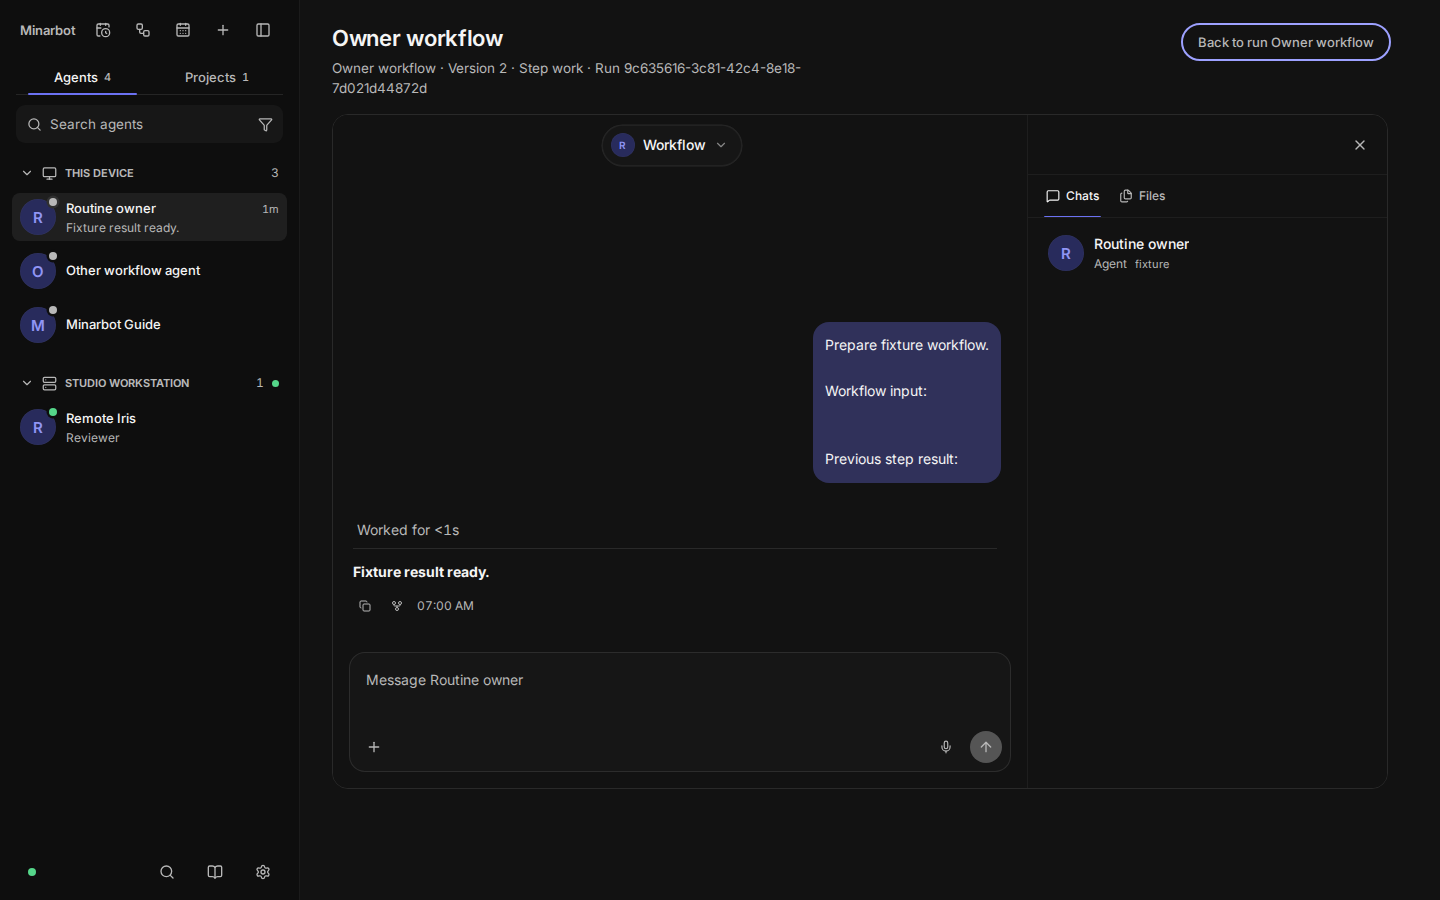 Minarbot
Agents 4
Projects 1
Search agents
THIS DEVICE 3
R
Routine owner 1m
Fixture result ready.
O
Other workflow agent
M
Minarbot Guide
STUDIO WORKSTATION 1
R
Remote Iris
Reviewer
Owner workflow
Owner workflow · Version 2 · Step work · Run 9c635616-3c81-42c4-8e18-
7d021d44872d
Back to run Owner workflow
R Workflow
Prepare fixture workflow.
Workflow input:
Previous step result:
Worked for <1s
Fixture result ready.
07:00 AM
Message Routine owner
Chats
Files
R
Routine owner
Agent fixture